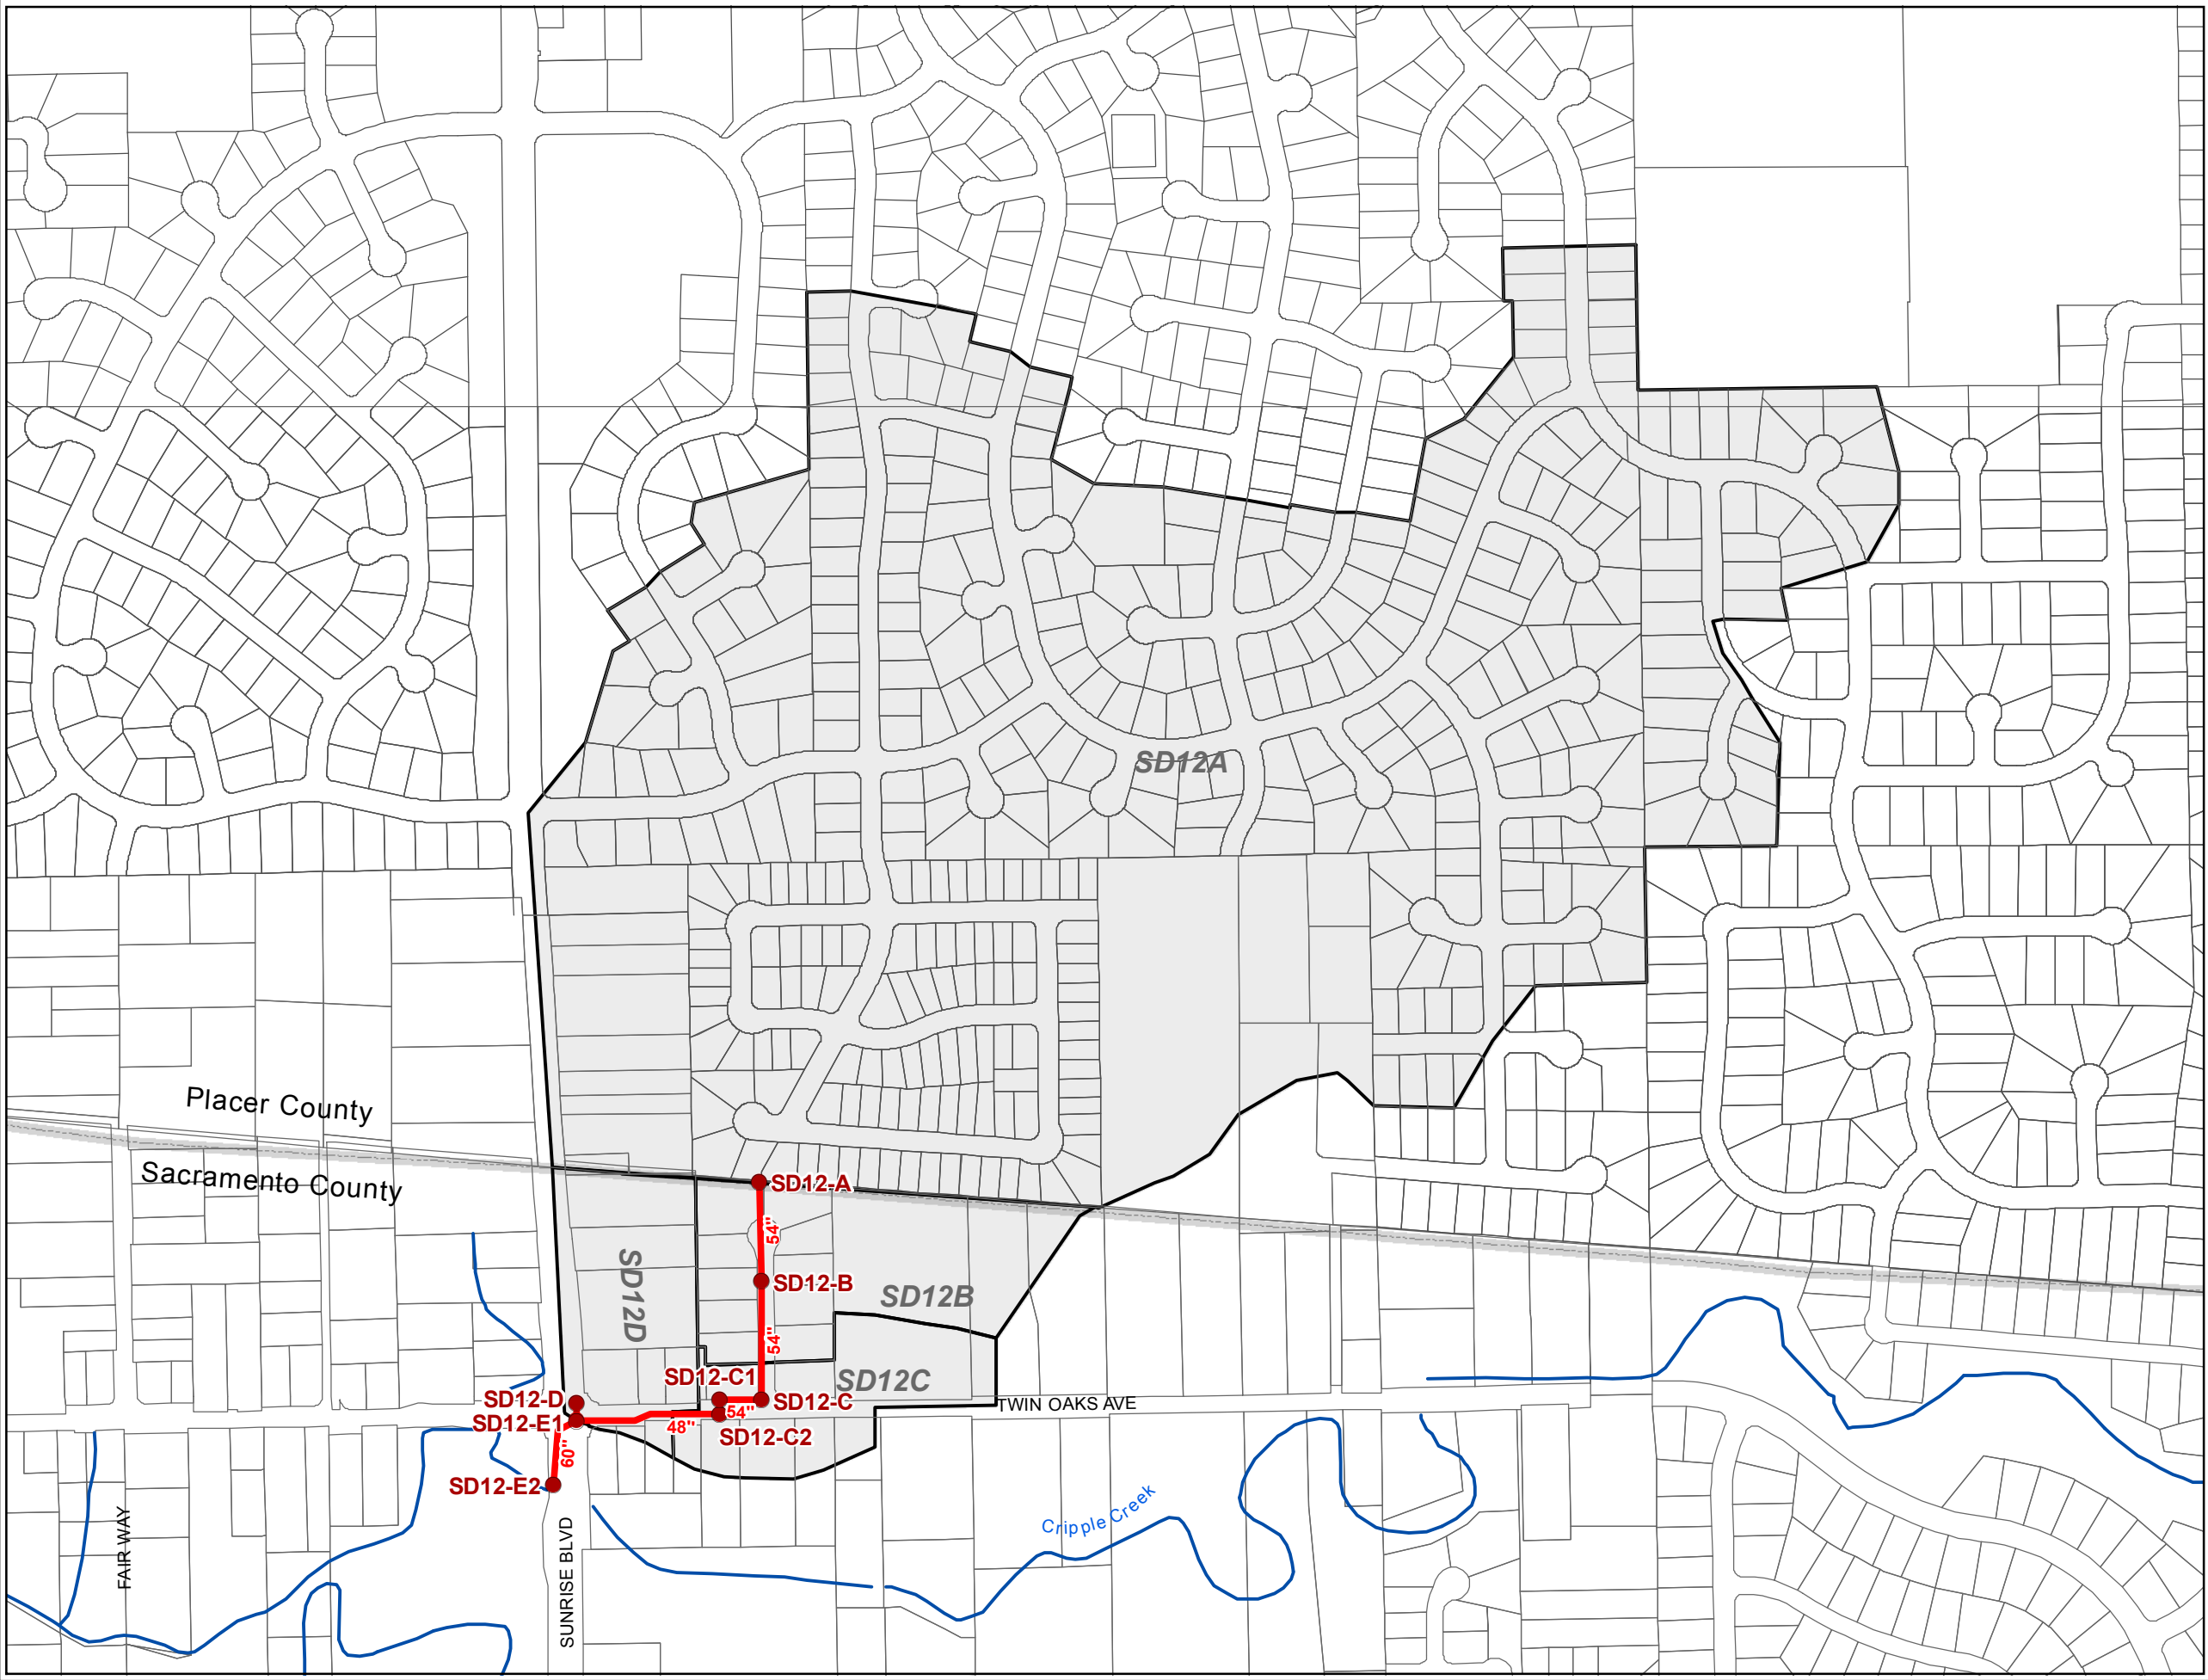 SD12A
Placer County
Sacramento County
SD12-A
54"
SD12-B
SD12D
SD12B
54"
SD12-C1
SD12C
SD12-D
SD12-C
TWIN OAKS AVE
54"
SD12-E1
48"
SD12-C2
60"
SD12-E2
Cripple Creek
FAIR WAY
SUNRISE BLVD